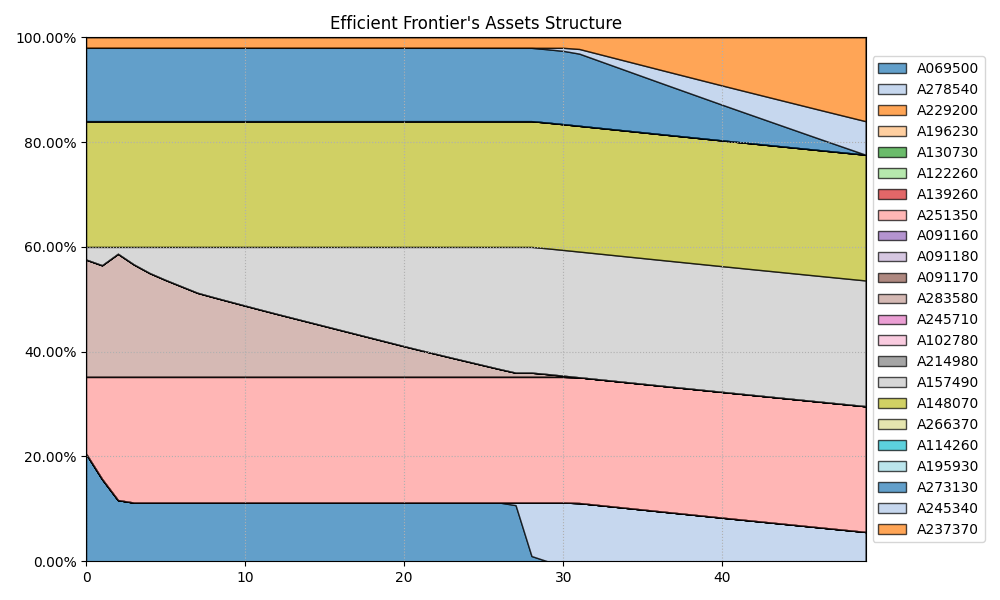 Efficient Frontier's Assets Structure
100.00%
80.00%
60.00%
40.00%
20.00%
0.00%
0
10
20
30
40
A069500
A278540
A229200
A196230
A130730
A122260
A139260
A251350
A091160
A091180
A091170
A283580
A245710
A102780
A214980
A157490
A148070
A266370
A114260
A195930
A273130
A245340
A237370